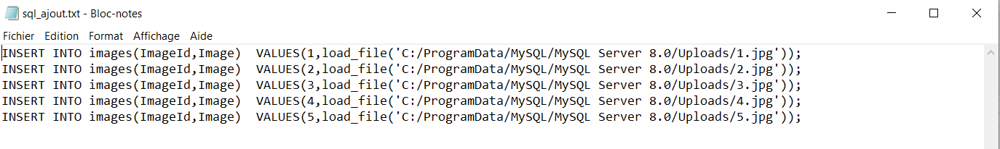 sql_ajout.txt - Bloc-notes
Fichier Edition Format Affichage Aide
INSERT INTO images(ImageId,Image)  VALUES(1,load_file('C:/ProgramData/MySQL/MySQL Server 8.0/Uploads/1.jpg'));
INSERT INTO images(ImageId,Image)  VALUES(2,load_file('C:/ProgramData/MySQL/MySQL Server 8.0/Uploads/2.jpg'));
INSERT INTO images(ImageId,Image)  VALUES(3,load_file('C:/ProgramData/MySQL/MySQL Server 8.0/Uploads/3.jpg'));
INSERT INTO images(ImageId,Image)  VALUES(4,load_file('C:/ProgramData/MySQL/MySQL Server 8.0/Uploads/4.jpg'));
INSERT INTO images(ImageId,Image)  VALUES(5,load_file('C:/ProgramData/MySQL/MySQL Server 8.0/Uploads/5.jpg'));